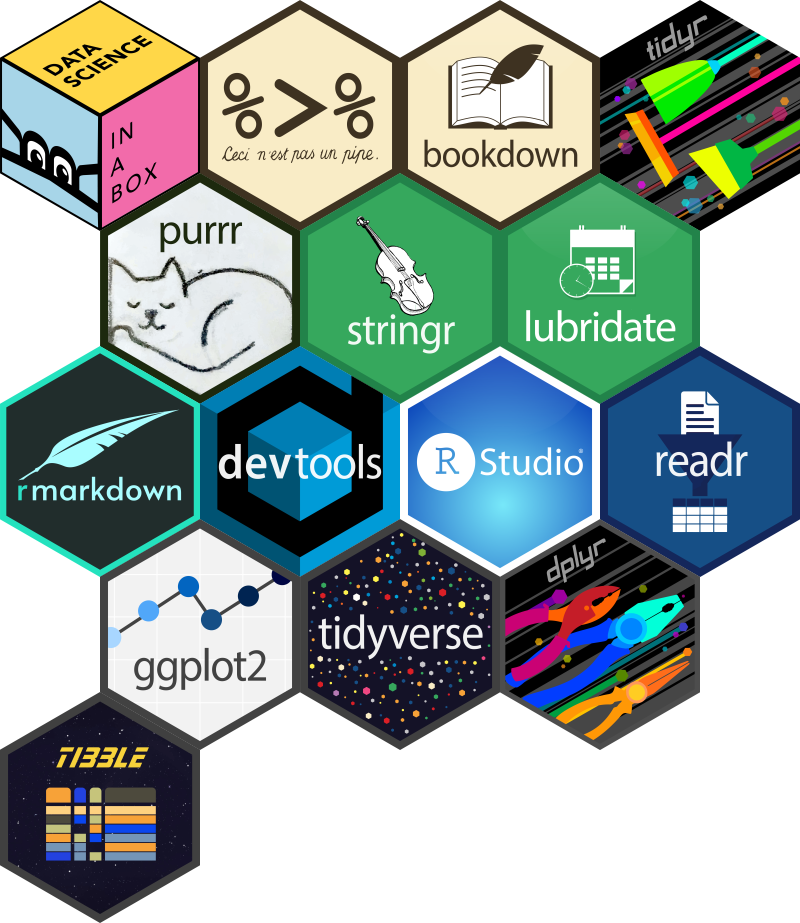 DATA
SCIENCE
IN
A
BOX
%>%
Ceci n'est pas un pipe.
bookdown
tidyr
purrr
stringr
lubridate
rmarkdown
devtools
R Studio®
readr
ggplot2
tidyverse
dplyr
TIBBLE